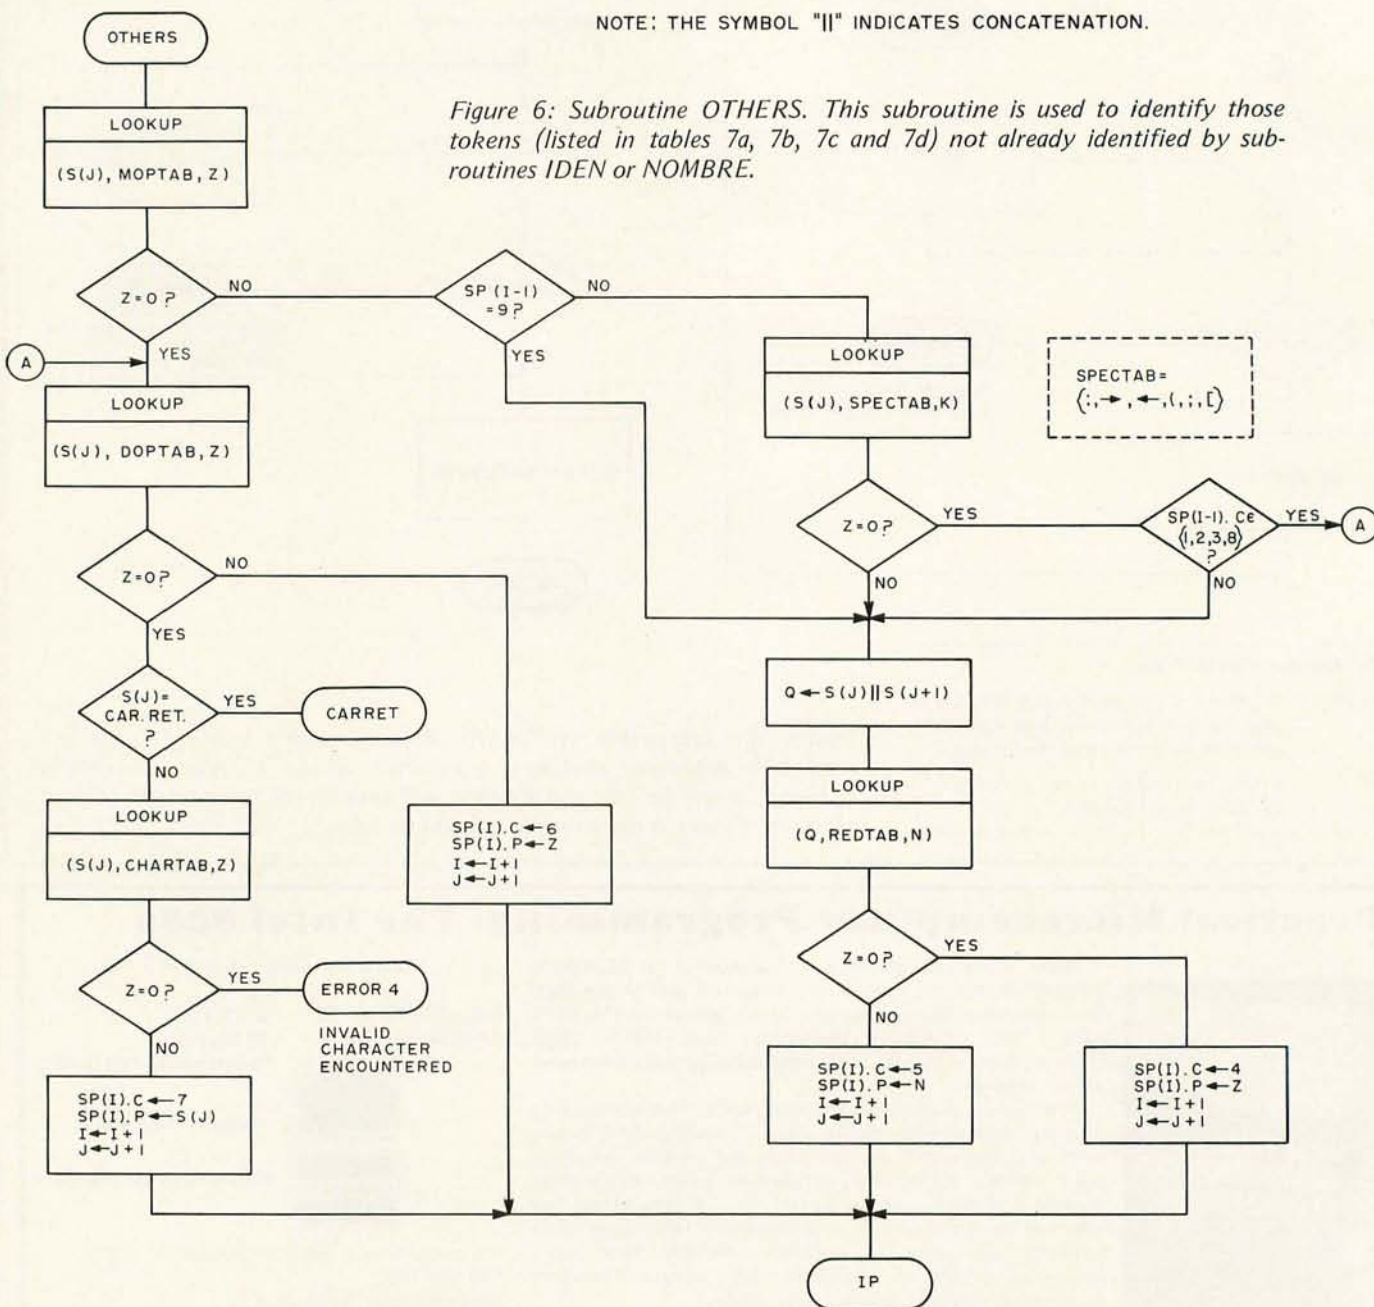 NOTE: THE SYMBOL "||" INDICATES CONCATENATION.
Figure 6: Subroutine OTHERS. This subroutine is used to identify those
tokens (listed in tables 7a, 7b, 7c and 7d) not already identified by sub-
routines IDEN or NOMBRE.
OTHERS
LOOKUP
(S(J), MOPTAB, Z)
Z=0?
NO
YES
A
SP (I-1)
=9?
NO
YES
LOOKUP
(S(J), SPECTAB,K)
SPECTAB=
{:,→,←,(,;,[}
Z=0?
YES
NO
SP(I-1). Cϵ
{1,2,3,8}
?
YES
A
NO
LOOKUP
(S(J), DOPTAB,Z)
Z=0?
NO
YES
S(J)=
CAR. RET.
?
YES
CARRET
NO
LOOKUP
(S(J),CHARTAB,Z)
Z=0?
YES
ERROR 4
INVALID
CHARACTER
ENCOUNTERED
NO
SP(I).C←7
SP(I).P←S(J)
I←I+1
J←J+1
SP(I).C←6
SP(I).P←Z
I←I+1
J←J+1
Q←S(J)||S(J+1)
LOOKUP
(Q,REDTAB,N)
Z=0?
YES
NO
SP(I).C←5
SP(I).P←N
I←I+1
J←J+1
SP(I).C←4
SP(I).P←Z
I←I+1
J←J+1
IP